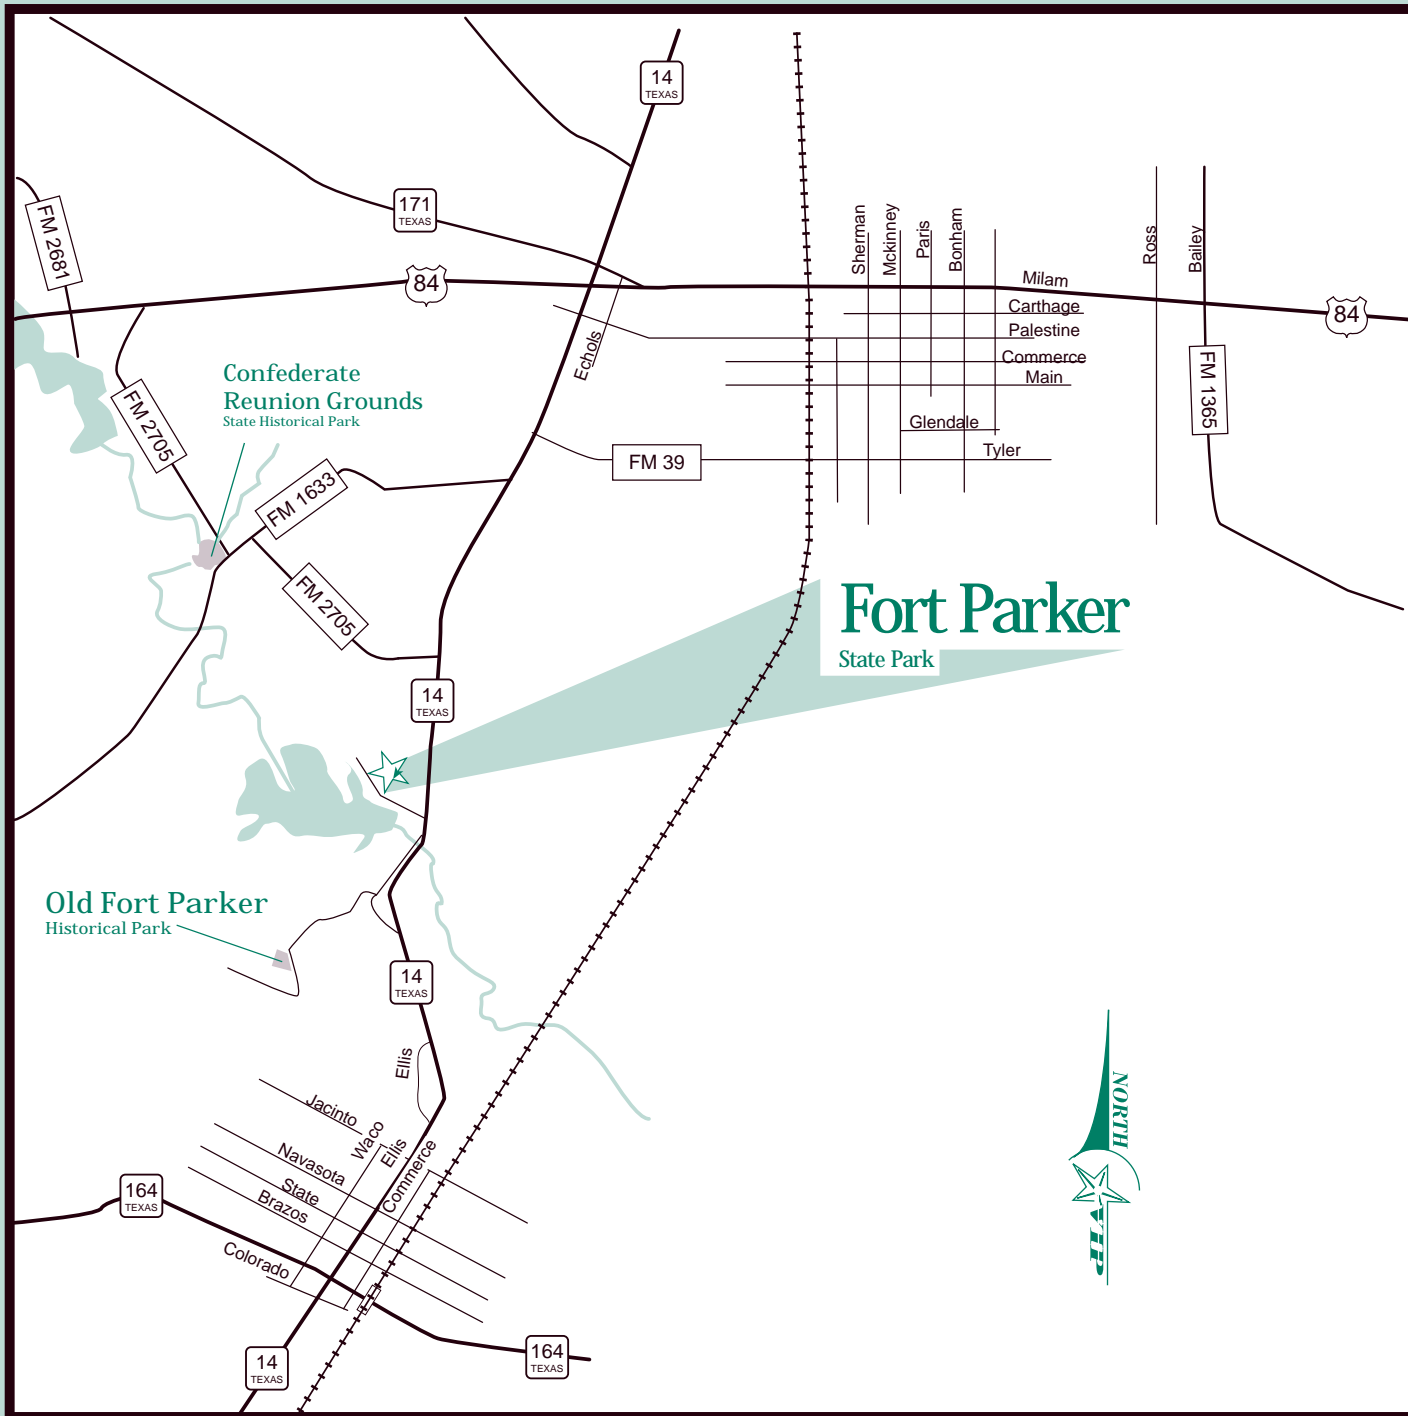 14
TEXAS
171
TEXAS
FM 2681
84
Sherman
Mckinney
Paris
Bonham
Ross
Bailey
Milam
Carthage
84
Palestine
Echols
Commerce
Main
FM 1365
Confederate
Reunion Grounds
State Historical Park
FM 2705
Glendale
Tyler
FM 39
FM 1633
FM 2705
Fort Parker
State Park
14
TEXAS
Old Fort Parker
Historical Park
14
TEXAS
Ellis
NORTH
Jacinto
Waco
Ellis
Commerce
Navasota
State
Brazos
164
TEXAS
Colorado
14
TEXAS
164
TEXAS